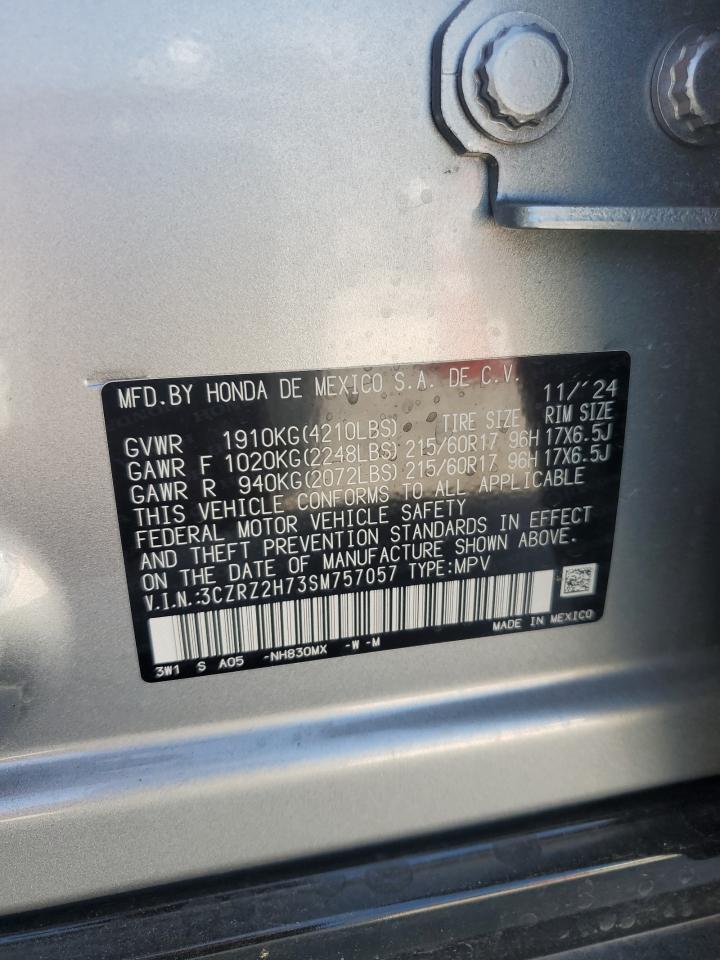 MFD.BY HONDA DE MEXICO S.A. DE C.V. 11/'24
TIRE SIZE RIM SIZE
GVWR 1910KG(4210LBS)
GAWR F 1020KG(2248LBS) 215/60R17 96H 17X6.5J
GAWR R 940KG(2072LBS) 215/60R17 96H 17X6.5J
THIS VEHICLE CONFORMS TO ALL APPLICABLE
FEDERAL MOTOR VEHICLE SAFETY
AND THEFT PREVENTION STANDARDS IN EFFECT
ON THE DATE OF MANUFACTURE SHOWN ABOVE.
V.I.N.:3CZRZ2H73SM757057 TYPE:MPV
3W1 S A05 -NH830MX -W -M MADE IN MEXICO